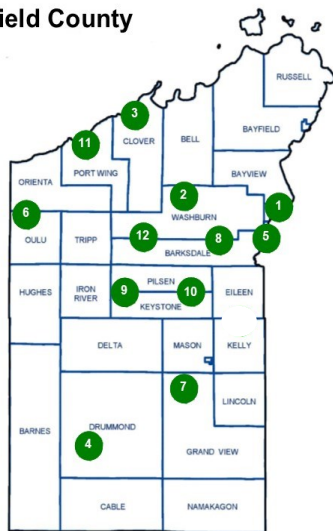 ield County
RUSSELL
3
BAYFIELD
11
CLOVER
BELL
PORT WING
BAYVIEW
ORIENTA
2
1
6
WASHBURN
OULU
TRIPP
12
8
5
BARKSDALE
HUGHES
IRON
RIVER
9
PILSEN
10
EILEEN
KEYSTONE
DELTA
MASON
KELLY
7
LINCOLN
BARNES
DRUMMOND
4
GRAND VIEW
CABLE
NAMAKAGON